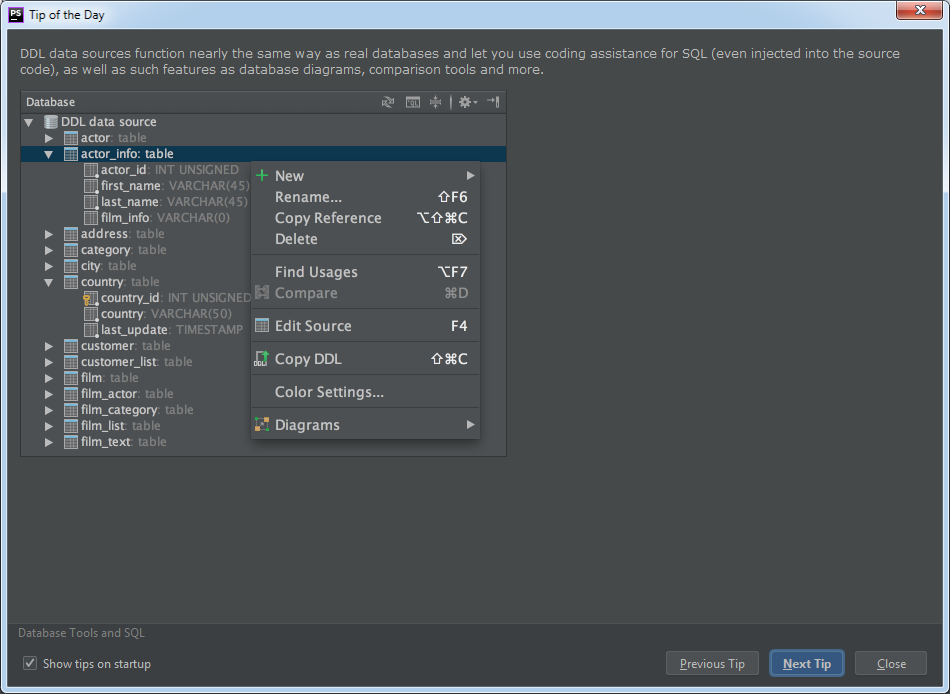 PS Tip of the Day
DDL data sources function nearly the same way as real databases and let you use coding assistance for SQL (even injected into the source
code), as well as such features as database diagrams, comparison tools and more.
Database
DDL data source
actor: table
actor_info: table
actor_id: INT UNSIGNED
first_name: VARCHAR(45)
last_name: VARCHAR(45)
film_info: VARCHAR(0)
address: table
category: table
city: table
country: table
country_id: INT UNSIGNED
country: VARCHAR(50)
last_update: TIMESTAMP
customer: table
customer_list: table
film: table
film_actor: table
film_category: table
film_list: table
film_text: table
New
Rename... ⇧F6
Copy Reference ⌥⇧⌘C
Delete ⌦
Find Usages ⌥F7
Compare ⌘D
Edit Source F4
Copy DDL ⇧⌘C
Color Settings...
Diagrams
Database Tools and SQL
Show tips on startup
Previous Tip Next Tip Close